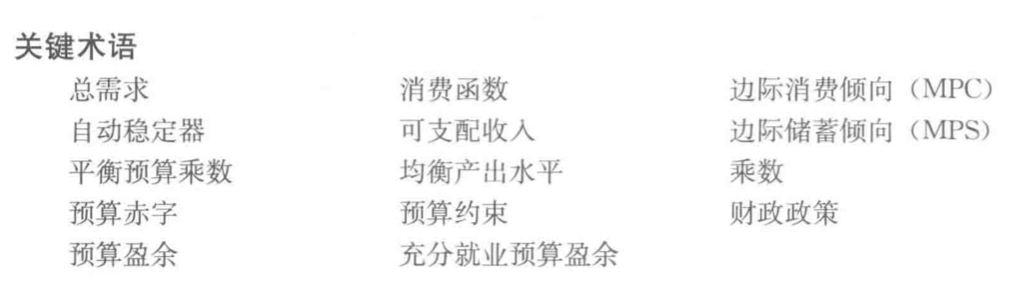 关键术语
总需求 消费函数 边际消费倾向（MPC）
自动稳定器 可支配收入 边际储蓄倾向（MPS）
平衡预算乘数 均衡产出水平 乘数
预算赤字 预算约束 财政政策
预算盈余 充分就业预算盈余